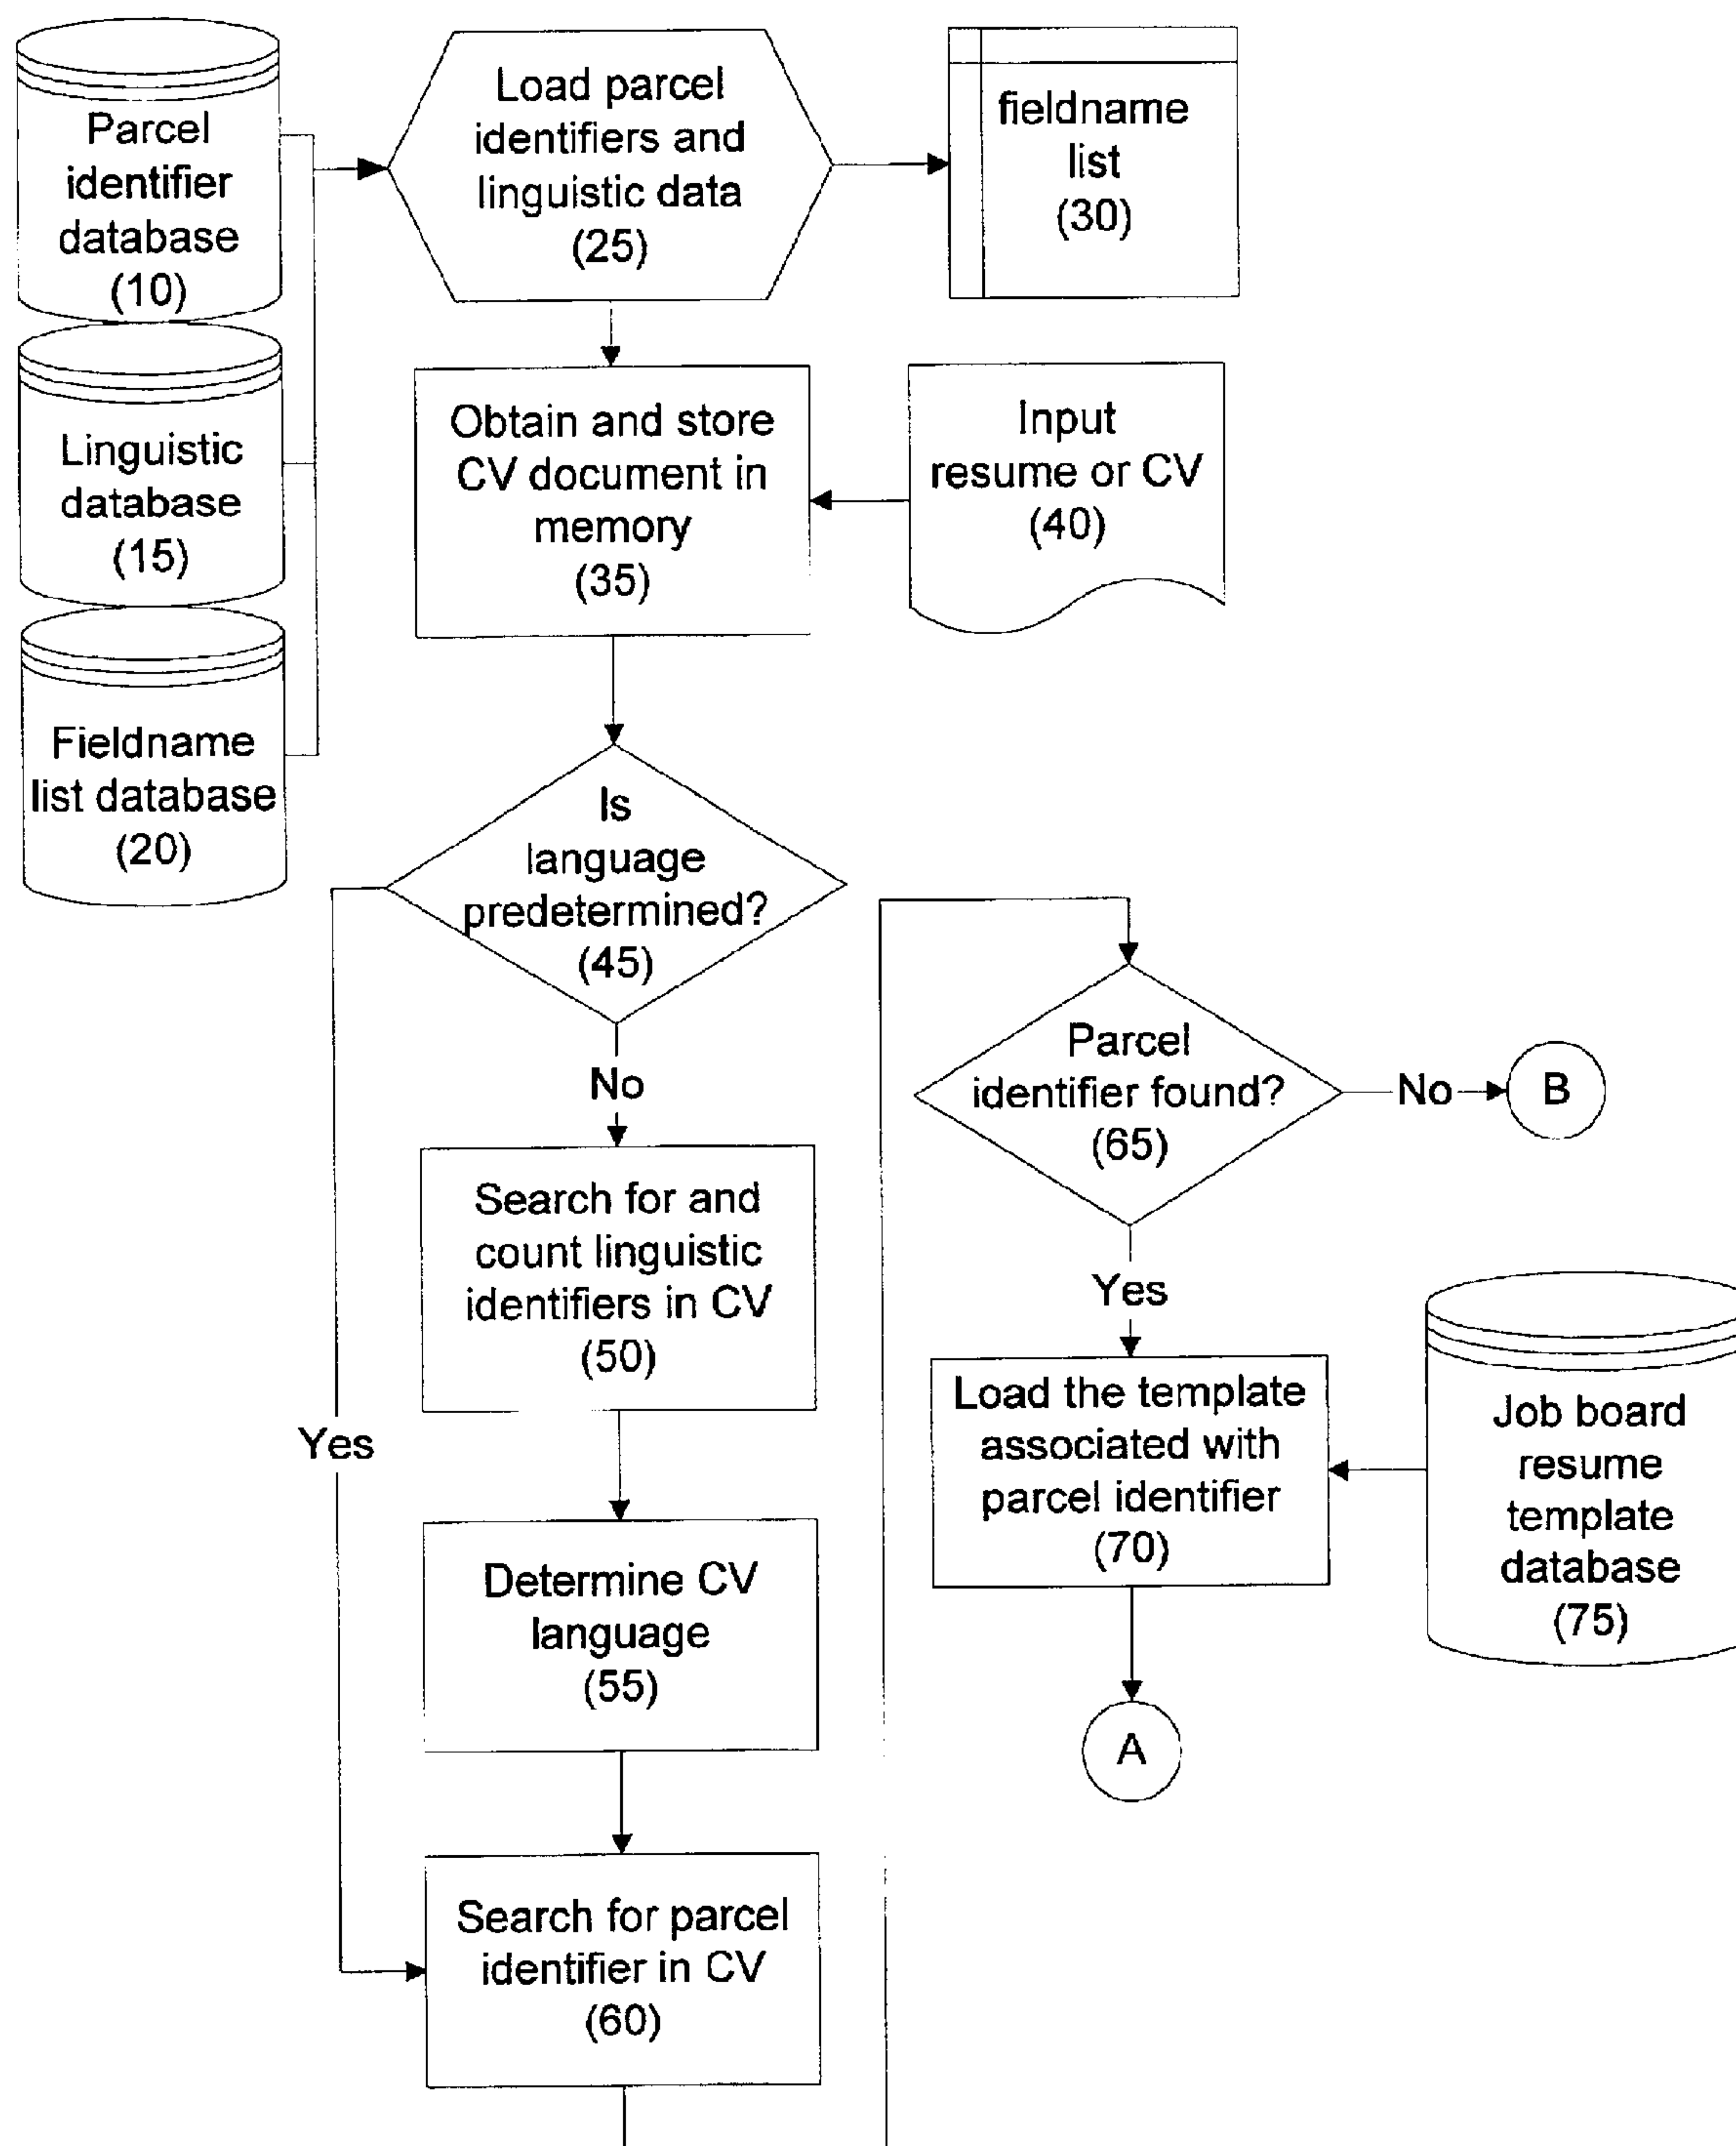 Parcel
identifier
database
(10)
Load parcel
identifiers and
linguistic data
(25)
fieldname
list
(30)
Linguistic
database
(15)
Obtain and store
CV document in
memory
(35)
Input
resume or CV
(40)
Fieldname
list database
(20)
Is
language
predetermined?
(45)
No
Yes
Search for and
count linguistic
identifiers in CV
(50)
Determine CV
language
(55)
Search for parcel
identifier in CV
(60)
Parcel
identifier found?
(65)
No
B
Yes
Load the template
associated with
parcel identifier
(70)
Job board
resume
template
database
(75)
A